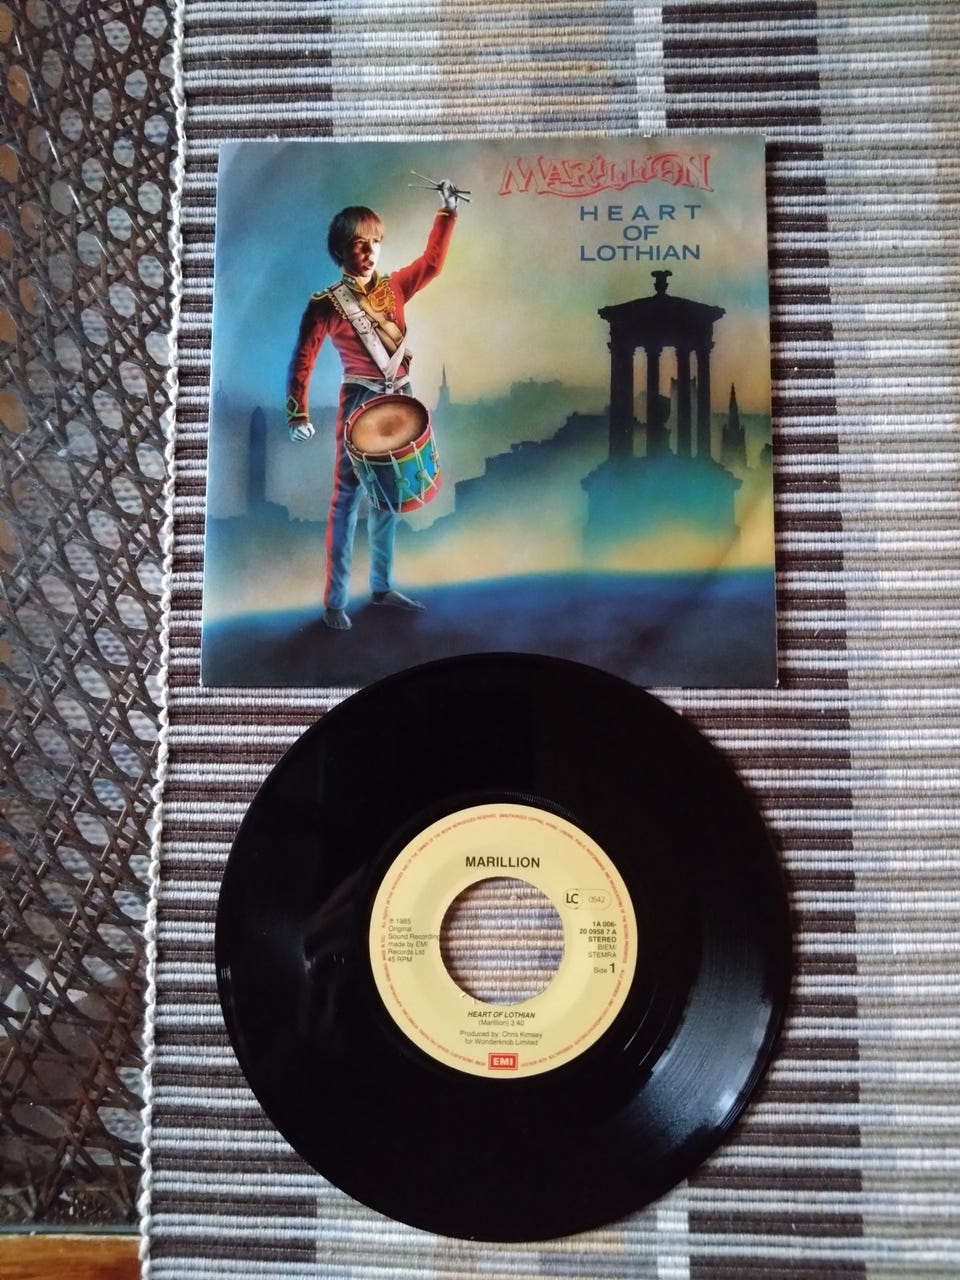 MARILLION
HEART
OF
LOTHIAN
MARILLION
LC 0542
℗ 1985
Original
Sound Recording
made by EMI
Records Ltd
45 RPM
1A 006-
20 0958 7 A
STEREO
BIEM/
STEMRA
Side 1
HEART OF LOTHIAN
(Marillion) 3:40
Produced by: Chris Kimsey
for Wonderknob Limited
EMI